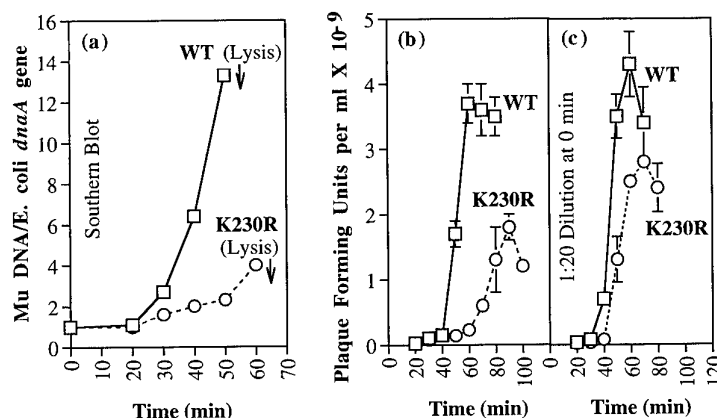 (a)
WT (Lysis)
K230R
(Lysis)
Southern Blot
Mu DNA/E. coli dnaA gene
16
14
12
10
8
6
4
2
0
0 10 20 30 40 50 60 70
Time (min)
(b)
WT
K230R
Plaque Forming Units per ml X 10-9
5
4
3
2
1
0
0 20 40 60 80 100
Time (min)
(c)
WT
K230R
1:20 Dilution at 0 min
0 20 40 60 80 100 120
Time (min)